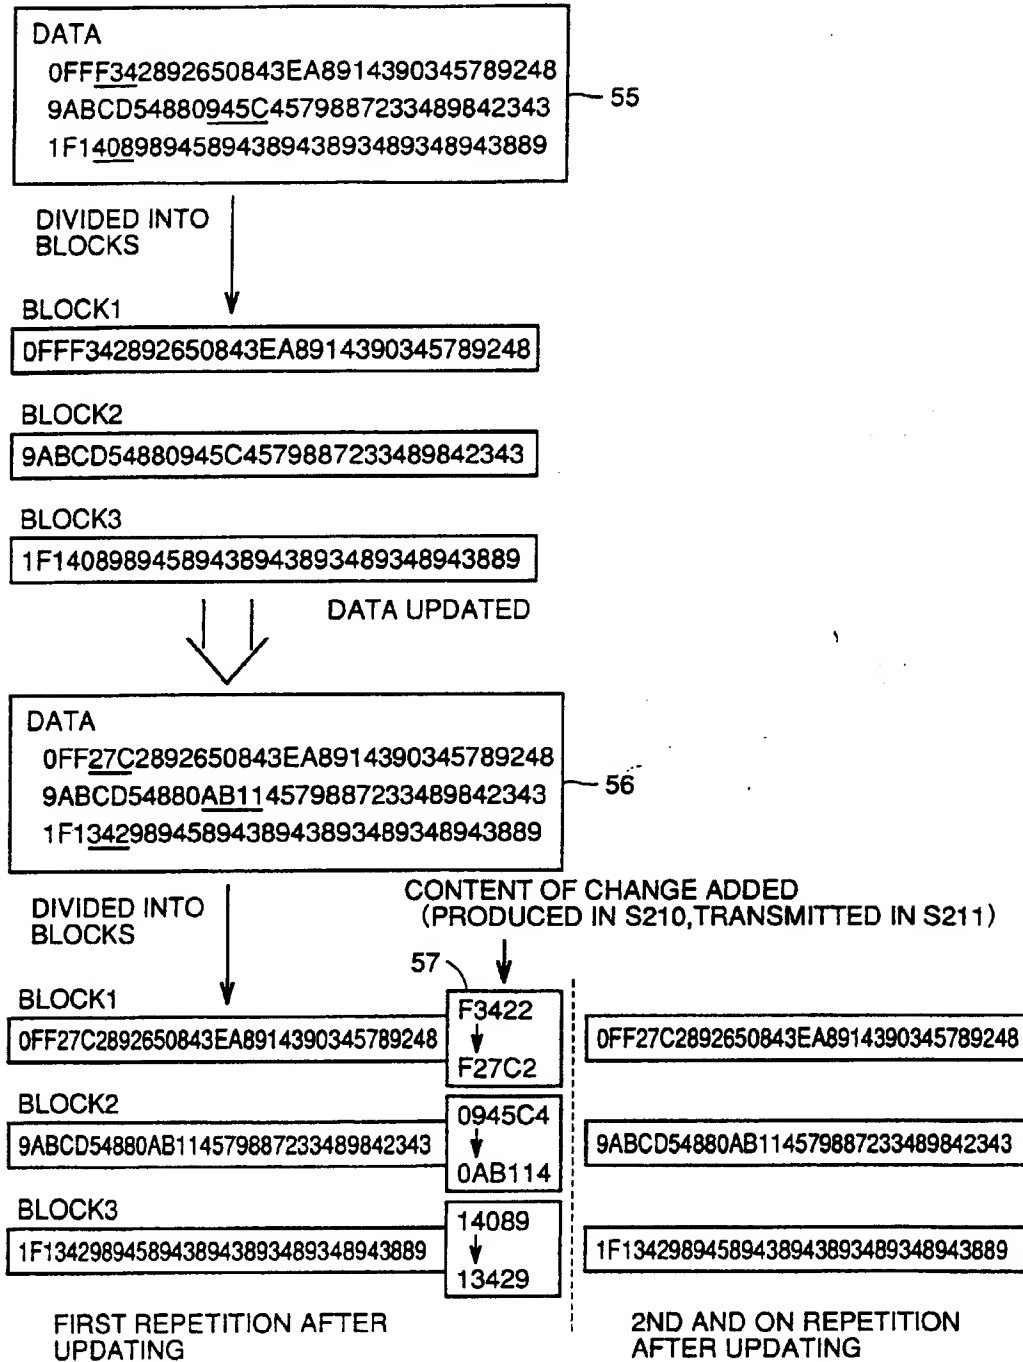 DATA
0FFF342892650843EA8914390345789248
9ABCD54880945C4579887233489842343
1F1408989458943894389348934894388​9
55
DIVIDED INTO
BLOCKS
BLOCK1
0FFF342892650843EA8914390345789248
BLOCK2
9ABCD54880945C4579887233489842343
BLOCK3
1F14089894589438943893489348943889
DATA UPDATED
DATA
0FF27C2892650843EA8914390345789248
9ABCD54880AB114579887233489842343
1F13429894589438943893489348943889
56
DIVIDED INTO
BLOCKS
CONTENT OF CHANGE ADDED
(PRODUCED IN S210,TRANSMITTED IN S211)
57
BLOCK1
0FF27C2892650843EA8914390345789248
F3422
F27C2
0FF27C2892650843EA8914390345789248
BLOCK2
9ABCD54880AB114579887233489842343
0945C4
0AB114
9ABCD54880AB114579887233489842343
BLOCK3
1F13429894589438943893489348943889
14089
13429
1F13429894589438943893489348943889
FIRST REPETITION AFTER
UPDATING
2ND AND ON REPETITION
AFTER UPDATING